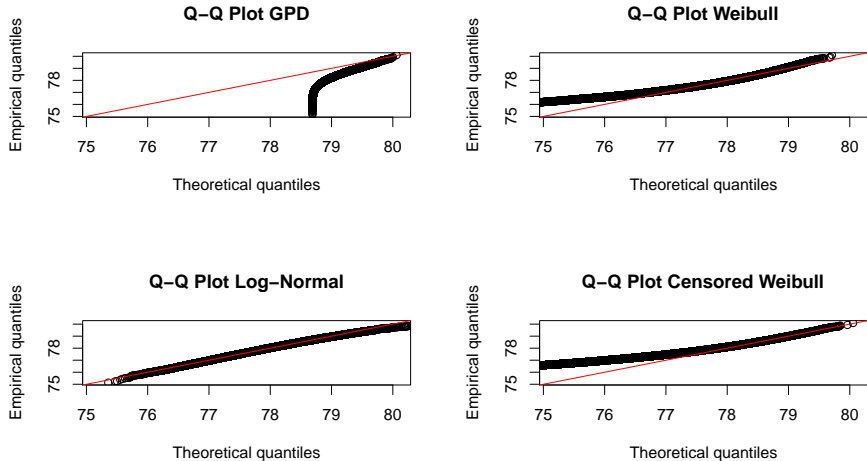 Q−Q Plot GPD
Empirical quantiles
75 78
75 76 77 78 79 80
Theoretical quantiles
Q−Q Plot Weibull
Empirical quantiles
75 78
75 76 77 78 79 80
Theoretical quantiles
Q−Q Plot Log−Normal
Empirical quantiles
75 78
75 76 77 78 79 80
Theoretical quantiles
Q−Q Plot Censored Weibull
Empirical quantiles
75 78
75 76 77 78 79 80
Theoretical quantiles